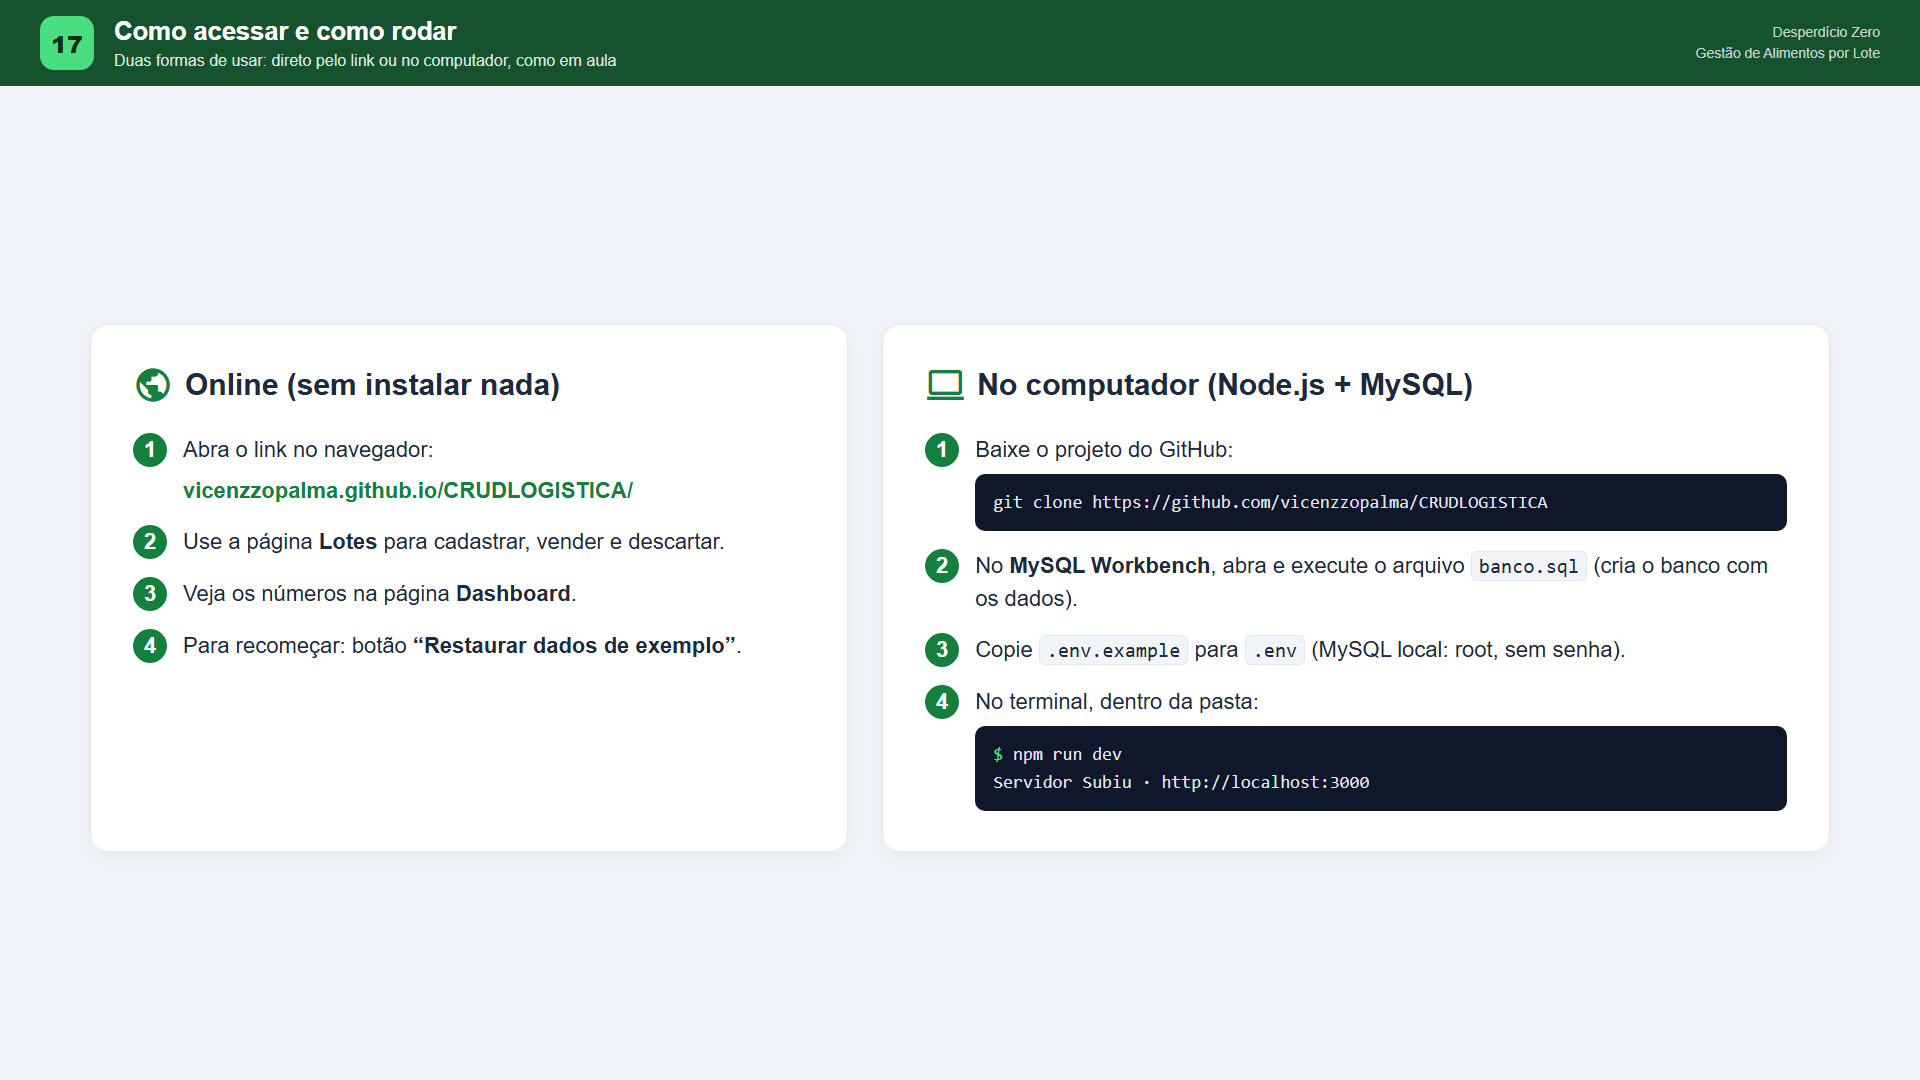 17
Como acessar e como rodar
Duas formas de usar: direto pelo link ou no computador, como em aula
Desperdício Zero
Gestão de Alimentos por Lote
Online (sem instalar nada)
1 Abra o link no navegador:
vicenzzopalma.github.io/CRUDLOGISTICA/
2 Use a página Lotes para cadastrar, vender e descartar.
3 Veja os números na página Dashboard.
4 Para recomeçar: botão “Restaurar dados de exemplo”.
No computador (Node.js + MySQL)
1 Baixe o projeto do GitHub:
git clone https://github.com/vicenzzopalma/CRUDLOGISTICA
2 No MySQL Workbench, abra e execute o arquivo banco.sql (cria o banco com
os dados).
3 Copie .env.example para .env (MySQL local: root, sem senha).
4 No terminal, dentro da pasta:
$ npm run dev
Servidor Subiu · http://localhost:3000